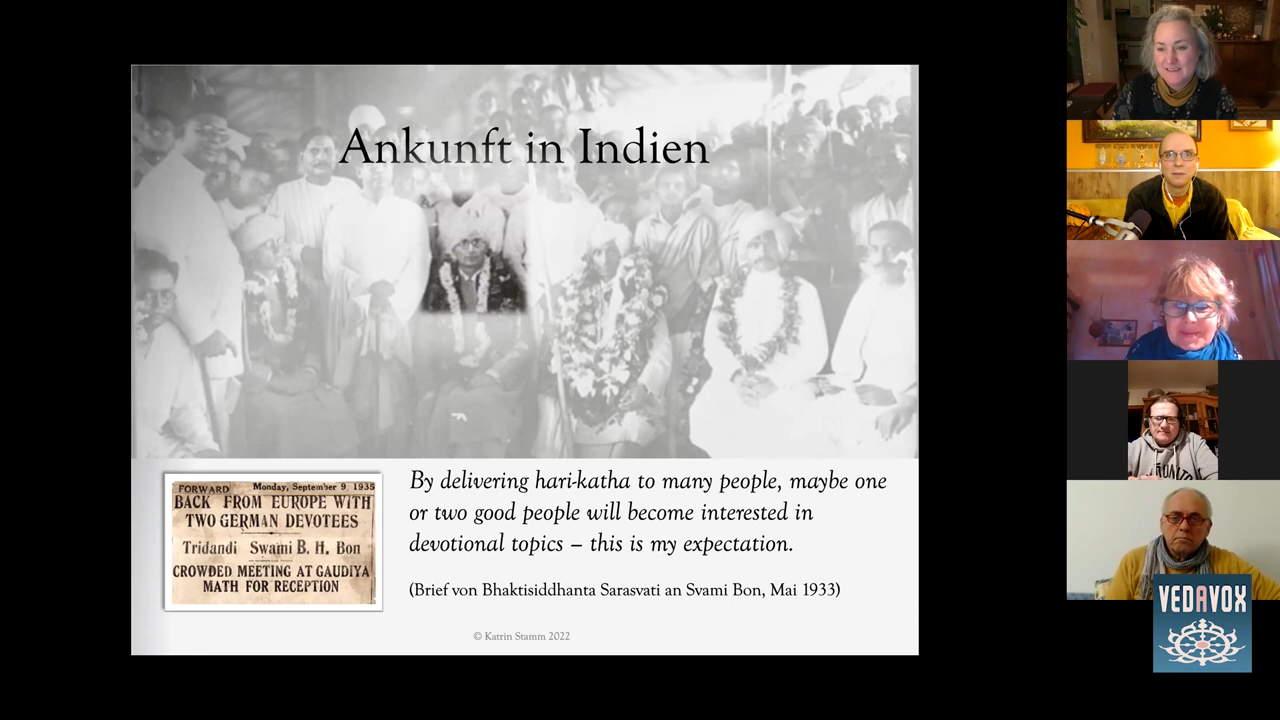 Ankunft in Indien
FORWARD Monday, September 9, 1935
BACK FROM EUROPE WITH
TWO GERMAN DEVOTEES
Tridandi Swami B. H. Bon
CROWDED MEETING AT GAUDIYA
MATH FOR RECEPTION
By delivering hari-katha to many people, maybe one
or two good people will become interested in
devotional topics – this is my expectation.
(Brief von Bhaktisiddhanta Sarasvati an Svami Bon, Mai 1933)
© Katrin Stamm 2022
VEDAVOX